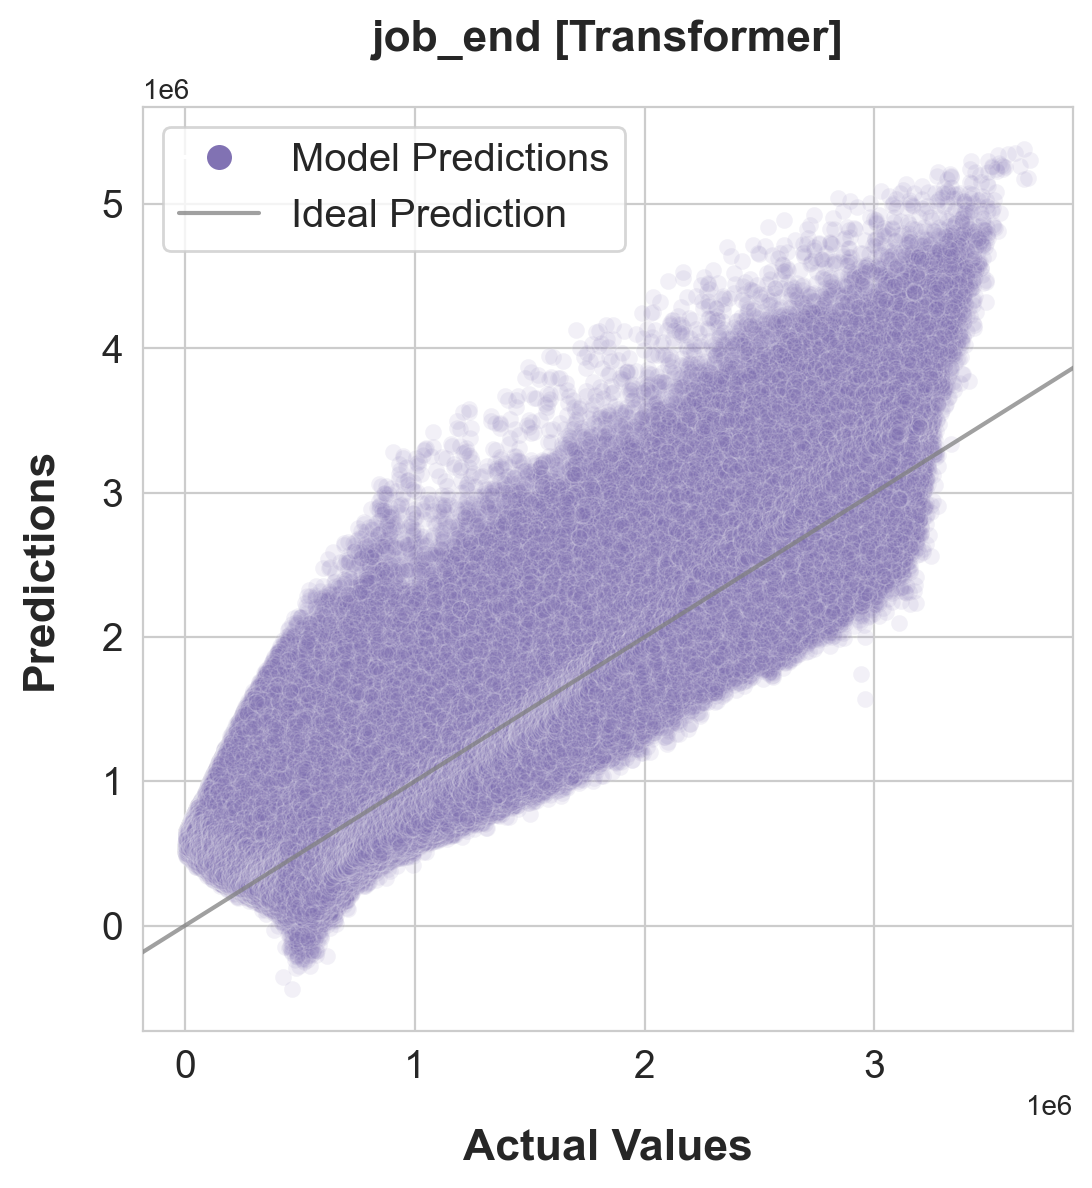 job_end [Transformer]
1e6
Model Predictions
Ideal Prediction
5
4
3
2
1
0
Predictions
0 1 2 3
1e6
Actual Values